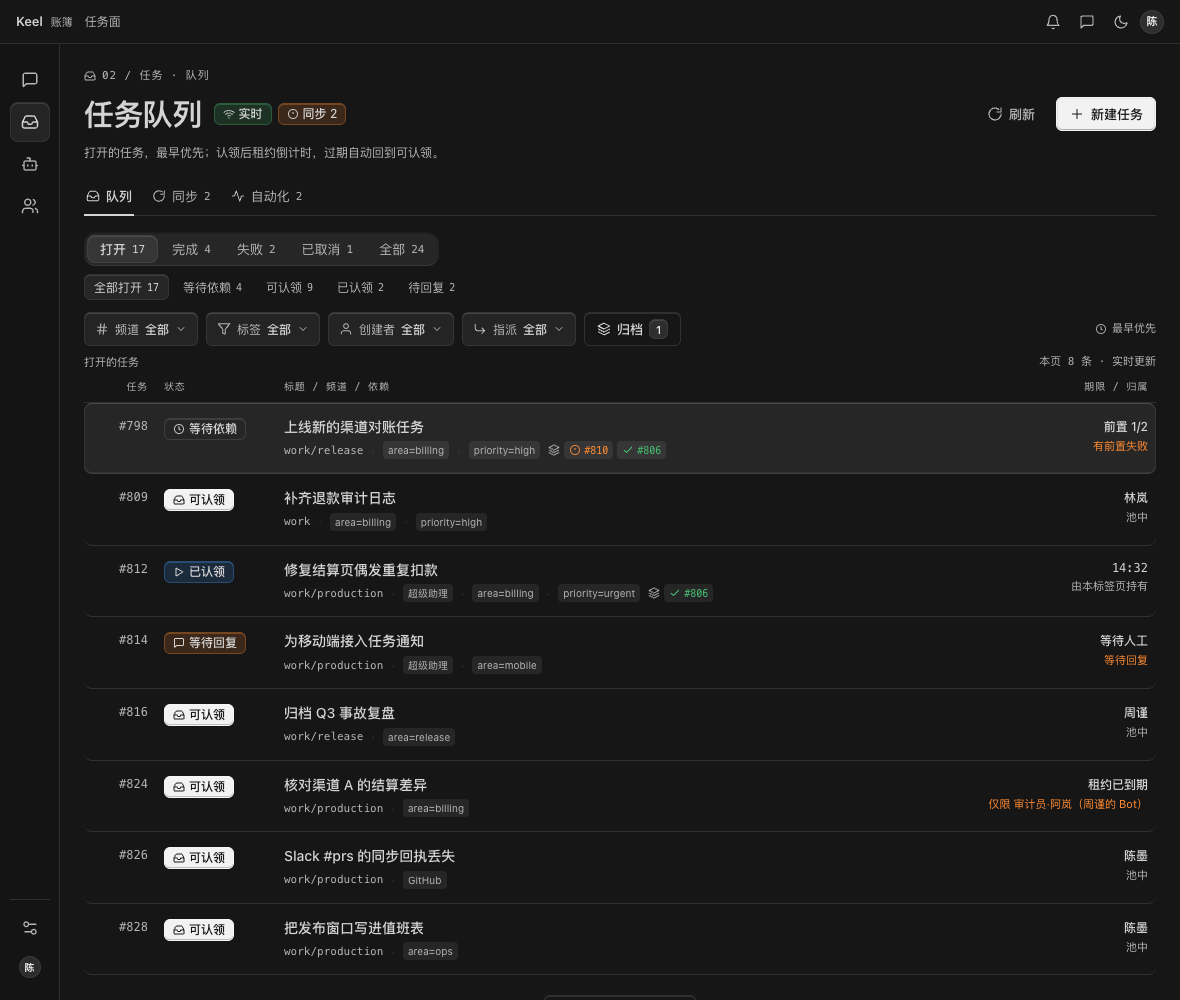 Keel 账簿 任务面 陈
02 / 任务 · 队列
任务队列 实时 同步 2 刷新 新建任务
打开的任务，最早优先；认领后租约倒计时，过期自动回到可认领。
队列 同步 2 自动化 2
打开 17 完成 4 失败 2 已取消 1 全部 24
全部打开 17 等待依赖 4 可认领 9 已认领 2 待回复 2
# 频道 全部 标签 全部 创建者 全部 指派 全部 归档 1 最早优先
打开的任务 本页 8 条 · 实时更新
任务 状态 标题 / 频道 / 依赖 期限 / 归属
#798 等待依赖 上线新的渠道对账任务 前置 1/2
work/release · area=billing · priority=high #810 #806 有前置失败
#809 可认领 补齐退款审计日志 林岚
work · area=billing · priority=high 池中
#812 已认领 修复结算页偶发重复扣款 14:32
work/production · 超级助理 · area=billing · priority=urgent #806 由本标签页持有
#814 等待回复 为移动端接入任务通知 等待人工
work/production · 超级助理 · area=mobile 等待回复
#816 可认领 归档 Q3 事故复盘 周谨
work/release · area=release 池中
#824 可认领 核对渠道 A 的结算差异 租约已到期
work/production · area=billing 仅限 审计员·阿岚（周谨的 Bot）
#826 可认领 Slack #prs 的同步回执丢失 陈墨
work/production · GitHub 池中
#828 可认领 把发布窗口写进值班表 陈墨
work/production · area=ops 池中
陈